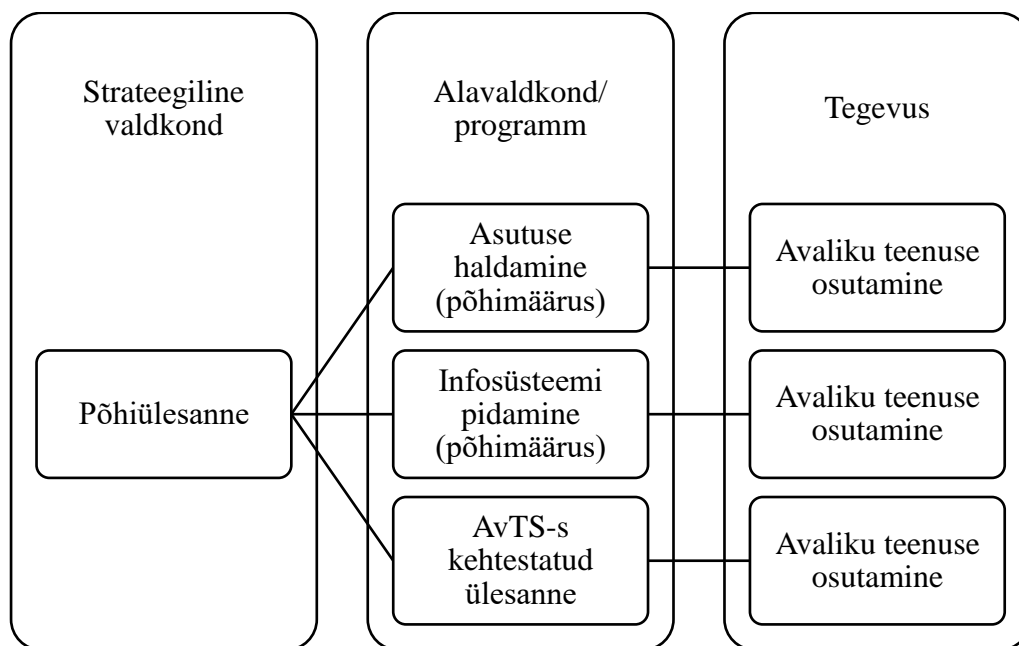 Strateegiline
valdkond
Alavaldkond/
programm
Tegevus
Põhiülesanne
Asutuse
haldamine
(põhimäärus)
Avaliku teenuse
osutamine
Infosüsteemi
pidamine
(põhimäärus)
Avaliku teenuse
osutamine
AvTS-s
kehtestatud
ülesanne
Avaliku teenuse
osutamine